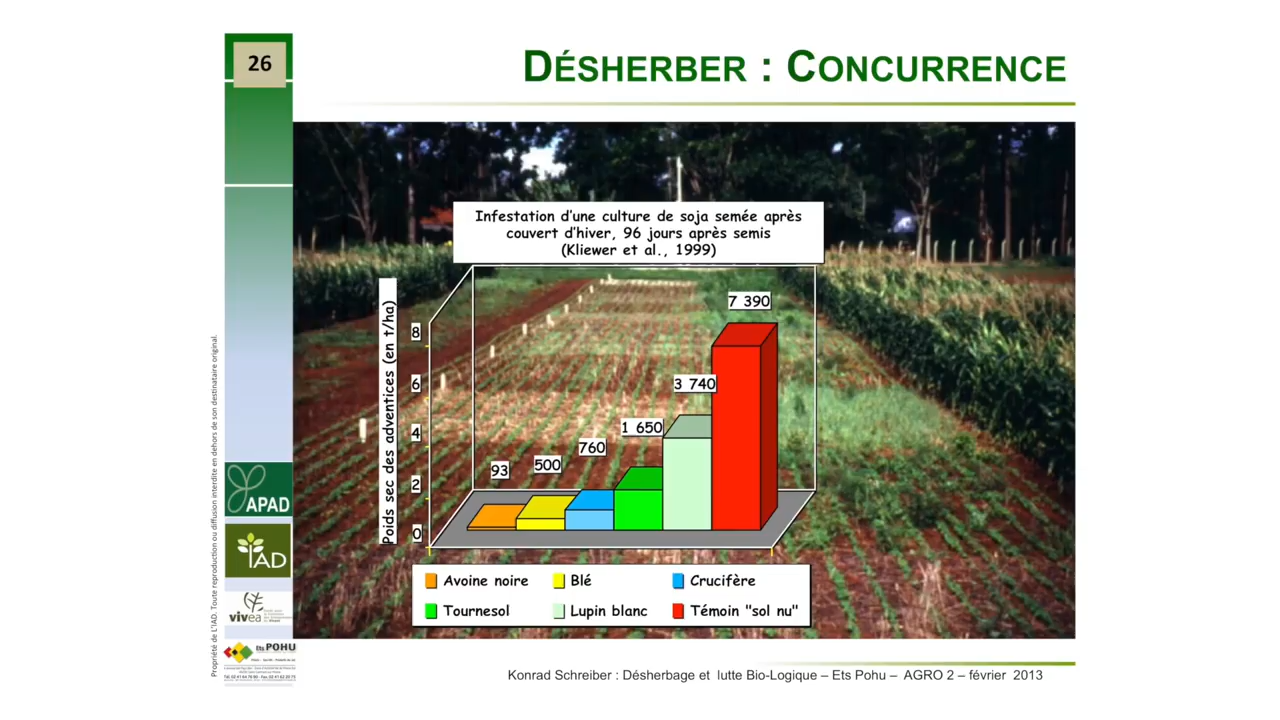 26
DÉSHERBER : CONCURRENCE
Infestation d'une culture de soja semée après
couvert d'hiver, 96 jours après semis
(Kliewer et al., 1999)
Poids sec des adventices (en t/ha)
8
6
4
2
0
93
500
760
1 650
3 740
7 390
Avoine noire
Blé
Crucifère
Tournesol
Lupin blanc
Témoin "sol nu"
Propriété de L'IAD. Toute reproduction ou diffusion interdite en dehors de son destinataire original.
APAD
IAD
vivea
Ets POHU
Konrad Schreiber : Désherbage et lutte Bio-Logique – Ets Pohu – AGRO 2 – février 2013